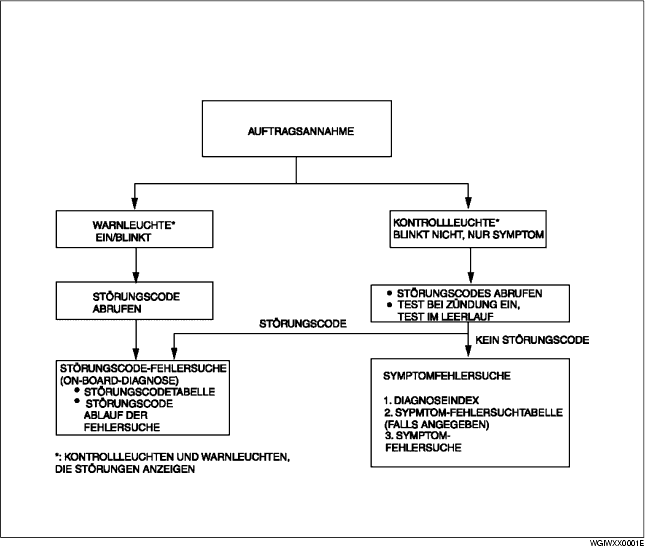 AUFTRAGSANNAHME
WARNLEUCHTE*
EIN/BLINKT
KONTROLLLEUCHTE*
BLINKT NICHT, NUR SYMPTOM
STÖRUNGSCODE
ABRUFEN
• STÖRUNGSCODES ABRUFEN
• TEST BEI ZÜNDUNG EIN,
TEST IM LEERLAUF
STÖRUNGSCODE
KEIN STÖRUNGSCODE
STÖRUNGSCODE-FEHLERSUCHE
(ON-BOARD-DIAGNOSE)
• STÖRUNGSCODETABELLE
• STÖRUNGSCODE
ABLAUF DER
FEHLERSUCHE
SYMPTOMFEHLERSUCHE
1. DIAGNOSEINDEX
2. SYPMTOM-FEHLERSUCHTABELLE
(FALLS ANGEGEBEN)
3. SYMPTOM-
FEHLERSUCHE
*: KONTROLLLEUCHTEN UND WARNLEUCHTEN,
DIE STÖRUNGEN ANZEIGEN
WGIWXX0001E